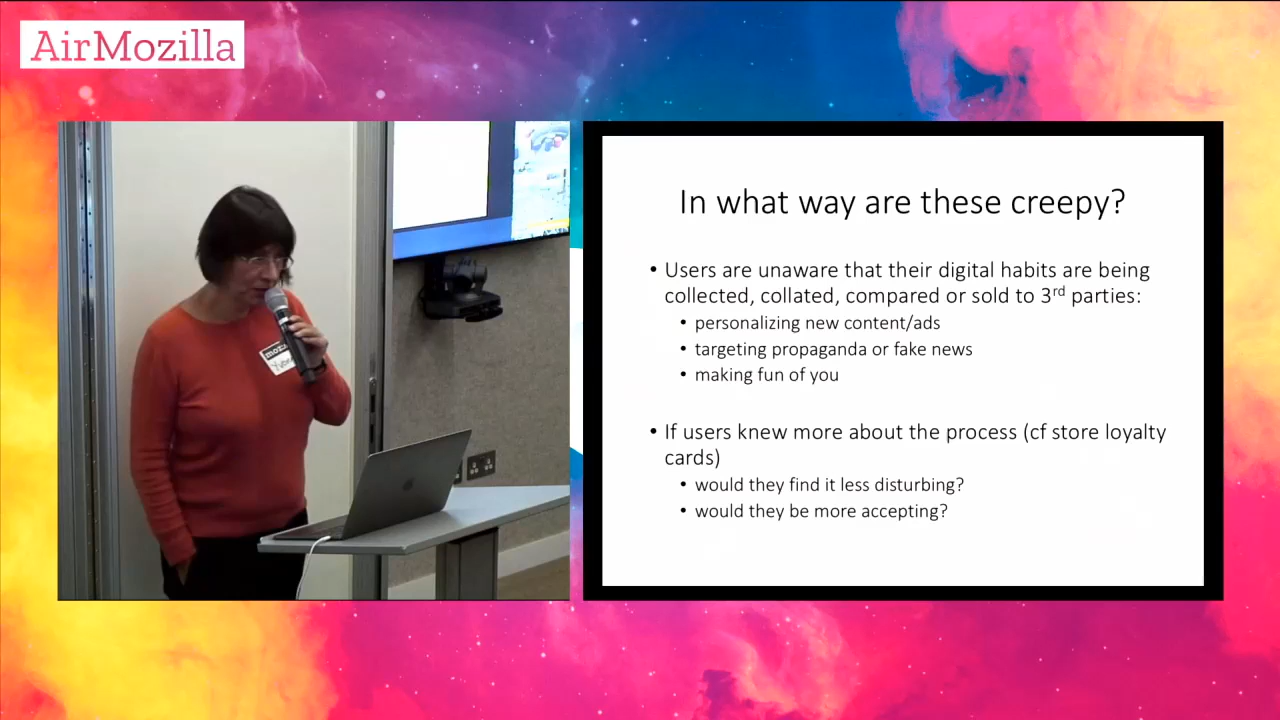 AirMozilla
In what way are these creepy?
• Users are unaware that their digital habits are being
collected, collated, compared or sold to 3rd parties:
• personalizing new content/ads
• targeting propaganda or fake news
• making fun of you
• If users knew more about the process (cf store loyalty
cards)
• would they find it less disturbing?
• would they be more accepting?